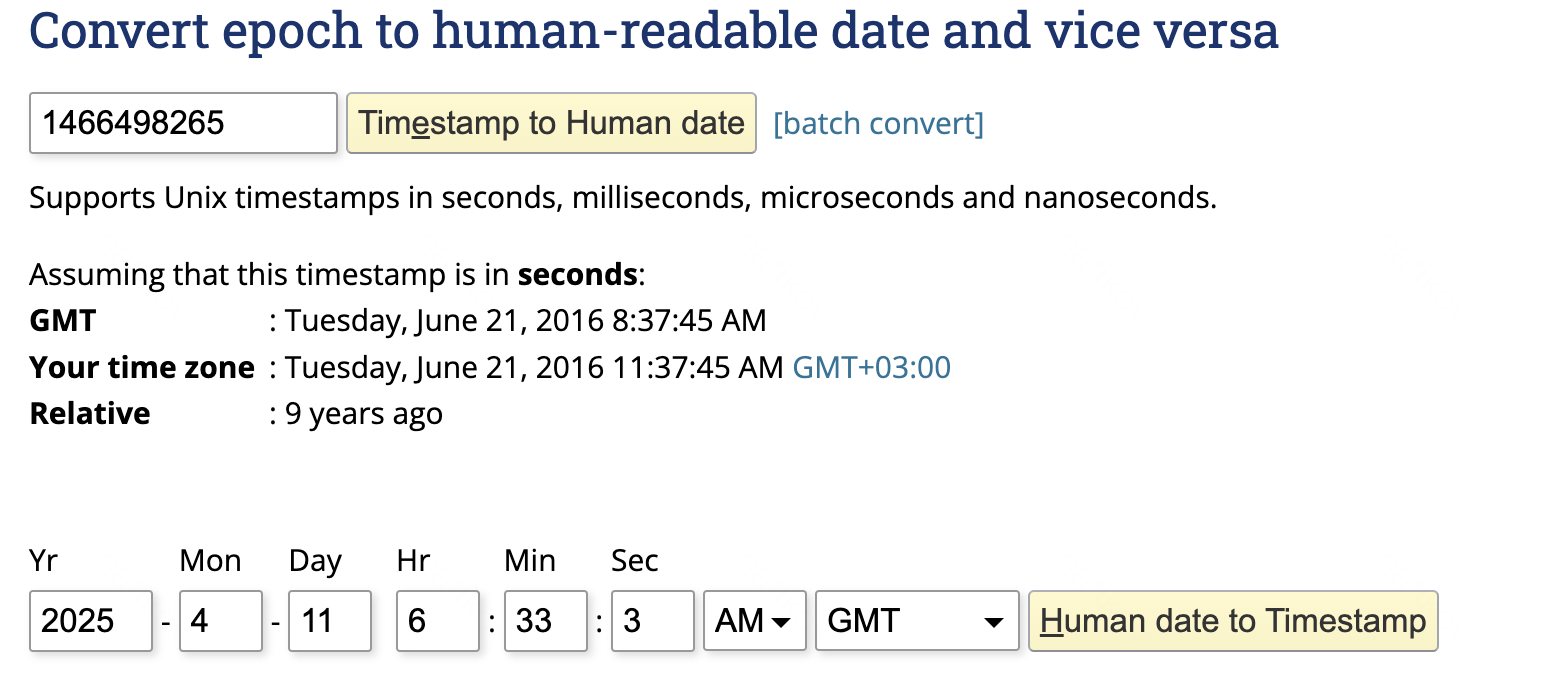 Convert epoch to human-readable date and vice versa
1466498265 Timestamp to Human date [batch convert]
Supports Unix timestamps in seconds, milliseconds, microseconds and nanoseconds.
Assuming that this timestamp is in seconds:
GMT : Tuesday, June 21, 2016 8:37:45 AM
Your time zone : Tuesday, June 21, 2016 11:37:45 AM GMT+03:00
Relative : 9 years ago
Yr Mon Day Hr Min Sec
2025 - 4 - 11 6 : 33 : 3 AM GMT Human date to Timestamp